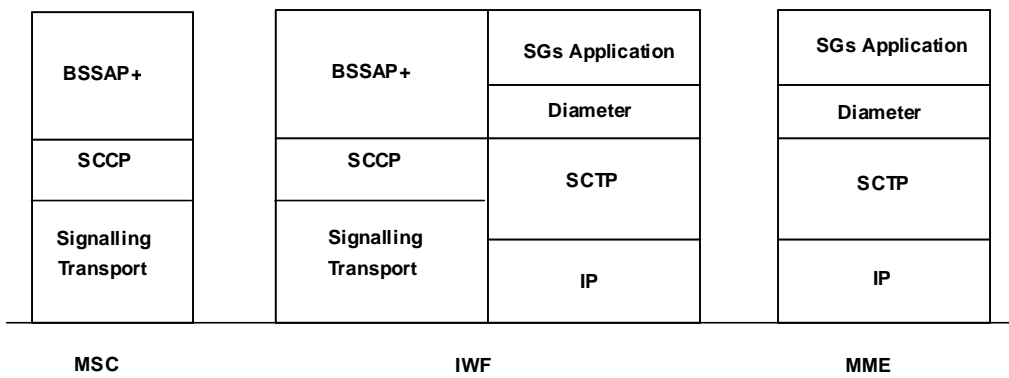 BSSAP+
SCCP
Signalling
Transport
BSSAP+
SCCP
Signalling
Transport
SGs Application
Diameter
SCTP
IP
SGs Application
Diameter
SCTP
IP
MSC
IWF
MME